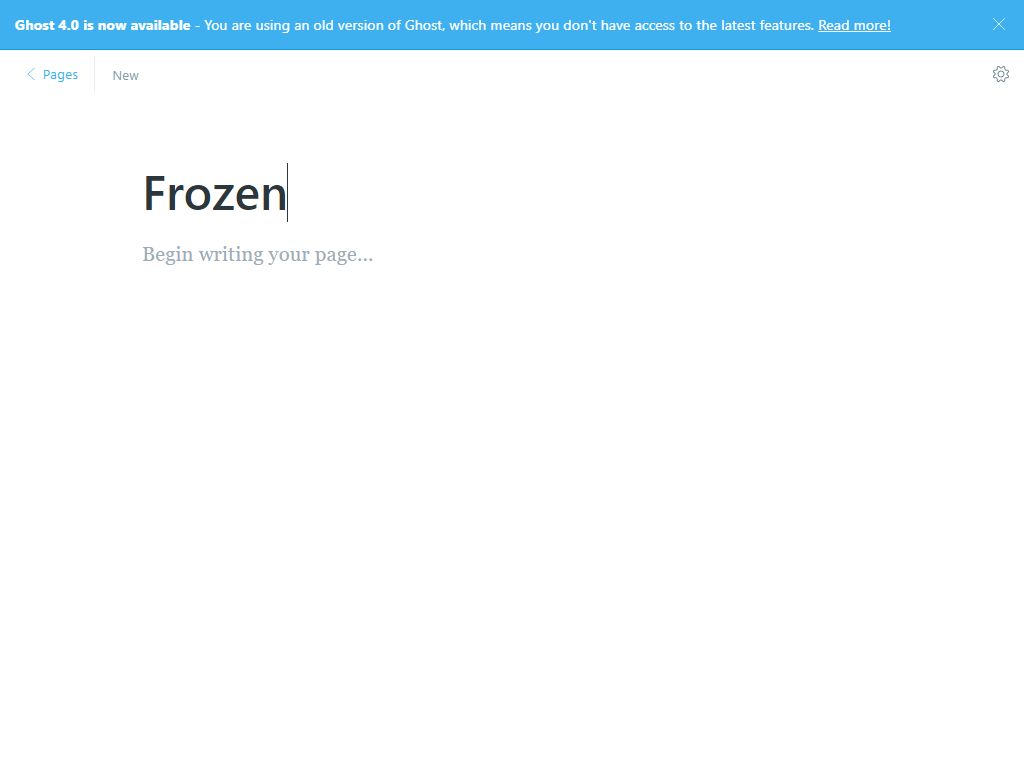 Ghost 4.0 is now available - You are using an old version of Ghost, which means you don't have access to the latest features. Read more!
Pages New
Frozen
Begin writing your page...